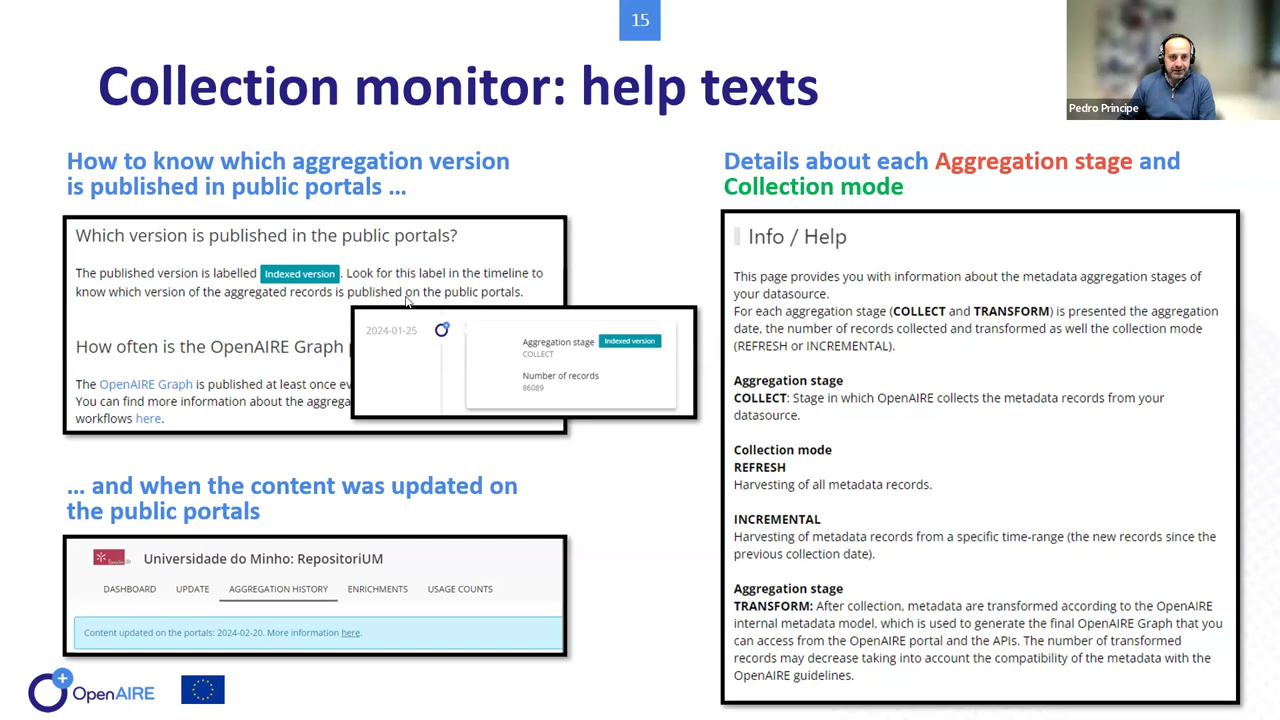 15
Pedro Principe
Collection monitor: help texts
How to know which aggregation version
is published in public portals ...
Which version is published in the public portals?
The published version is labelled Indexed version. Look for this label in the timeline to
know which version of the aggregated records is published on the public portals.
How often is the OpenAIRE Graph
The OpenAIRE Graph is published at least once
You can find more information about the
workflows here.
2024-01-25
Aggregation stage Indexed version
COLLECT
Number of records
86089
... and when the content was updated on
the public portals
Universidade do Minho: RepositoriUM
DASHBOARD UPDATE AGGREGATION HISTORY ENRICHMENTS USAGE COUNTS
Content updated on the portals: 2024-02-20. More information here.
OpenAIRE
Details about each Aggregation stage and
Collection mode
Info / Help
This page provides you with information about the metadata aggregation stages of
your datasource.
For each aggregation stage (COLLECT and TRANSFORM) is presented the aggregation
date, the number of records collected and transformed as well the collection mode
(REFRESH or INCREMENTAL).
Aggregation stage
COLLECT: Stage in which OpenAIRE collects the metadata records from your
datasource.
Collection mode
REFRESH
Harvesting of all metadata records.
INCREMENTAL
Harvesting of metadata records from a specific time-range (the new records since the
previous collection date).
Aggregation stage
TRANSFORM: After collection, metadata are transformed according to the OpenAIRE
internal metadata model, which is used to generate the final OpenAIRE Graph that you
can access from the OpenAIRE portal and the APIs. The number of transformed
records may decrease taking into account the compatibility of the metadata with the
OpenAIRE guidelines.